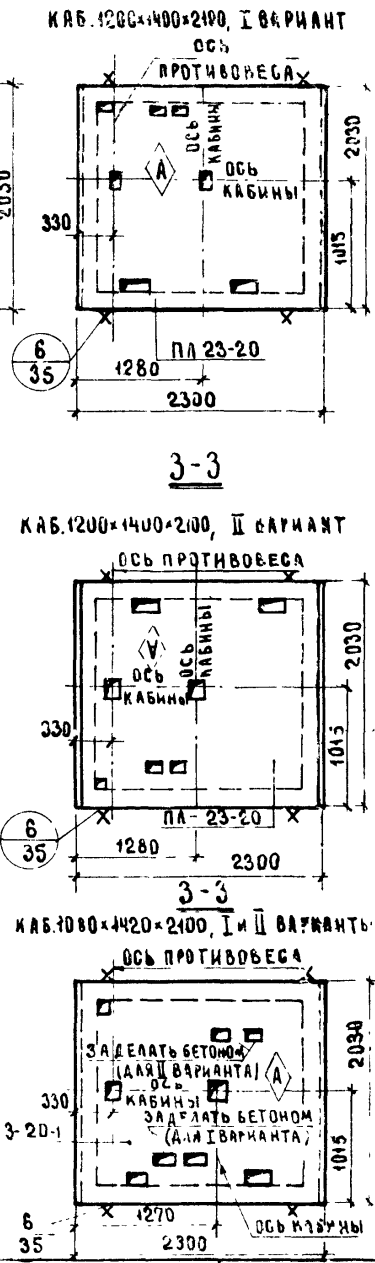 КАБ. 1200×1400×2100, I ВАРИАНТ
ОСЬ
ПРОТИВОВЕСА
2030
2030
ОСЬ
КАБИНЫ
А
ОСЬ
КАБИНЫ
330
1015
6
35
ПЛ 23-20
1280
2300
3-3
КАБ. 1200×1400×2100, II ВАРИАНТ
ОСЬ ПРОТИВОВЕСА
2030
ОСЬ
КАБИНЫ
А
ОСЬ
КАБИНЫ
330
1015
ПЛ-23-20
6
35
1280
2300
3-3
КАБ. 1080×1420×2100, I и II ВАРИАНТЫ
ОСЬ ПРОТИВОВЕСА
2030
ЗАДЕЛАТЬ БЕТОНОМ
(ДЛЯ II ВАРИАНТА)
А
ОСЬ
КАБИНЫ
330
ЗАДЕЛАТЬ БЕТОНОМ
(ДЛЯ I ВАРИАНТА)
3-20-1
1015
1270
ОСЬ КАБИНЫ
6
35
2300